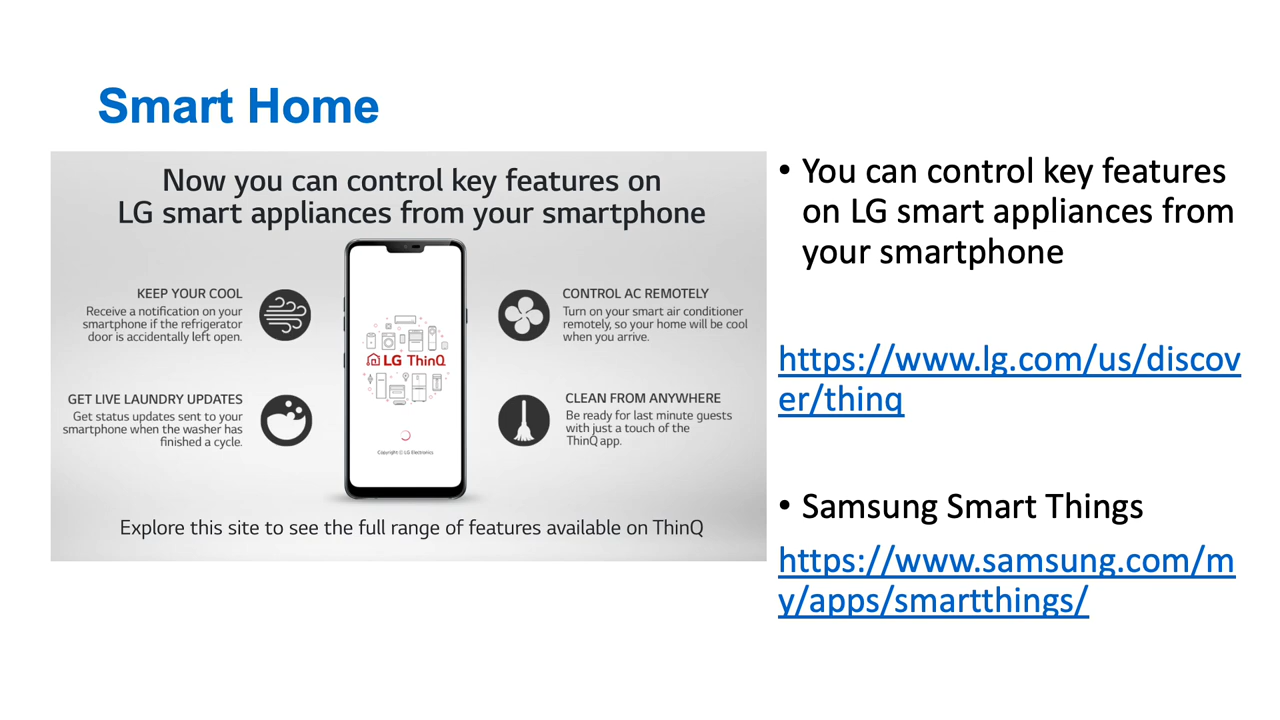 Smart Home
Now you can control key features on
LG smart appliances from your smartphone
KEEP YOUR COOL
Receive a notification on your
smartphone if the refrigerator
door is accidentally left open.
GET LIVE LAUNDRY UPDATES
Get status updates sent to your
smartphone when the washer has
finished a cycle.
LG ThinQ
Copyright © LG Electronics
CONTROL AC REMOTELY
Turn on your smart air conditioner
remotely, so your home will be cool
when you arrive.
CLEAN FROM ANYWHERE
Be ready for last minute guests
with just a touch of the
ThinQ app.
Explore this site to see the full range of features available on ThinQ
• You can control key features
on LG smart appliances from
your smartphone
https://www.lg.com/us/discov
er/thinq
• Samsung Smart Things
https://www.samsung.com/m
y/apps/smartthings/